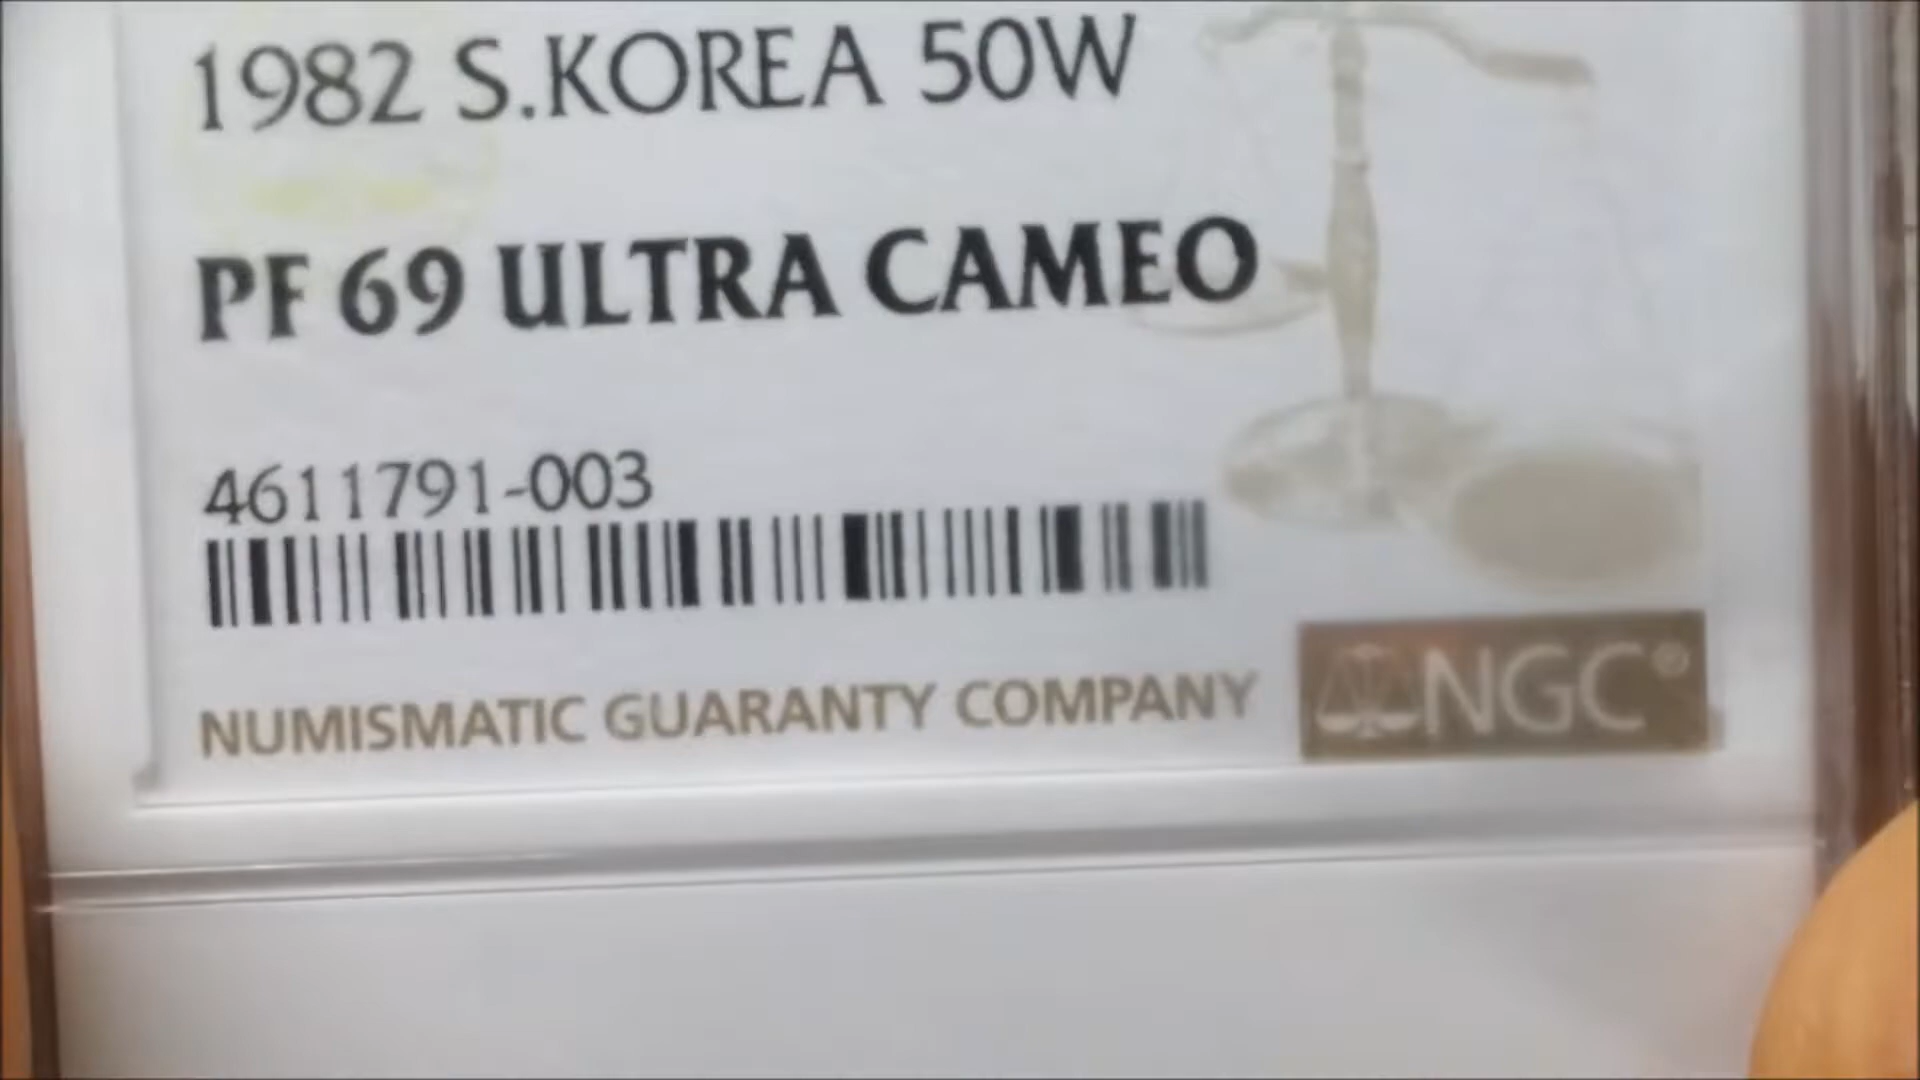 1982 S.KOREA 50W
PF 69 ULTRA CAMEO
4611791-003
NUMISMATIC GUARANTY COMPANY
NGC®